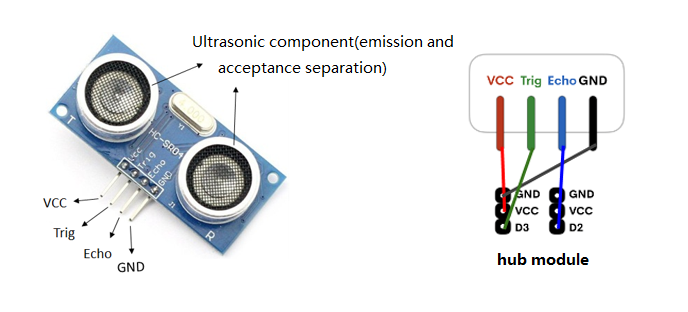 Ultrasonic component(emission and
acceptance separation)
T
HC-SR04
Vcc
Trig
Echo
GND
J1
R
VCC
Trig
Echo
GND
VCC Trig Echo GND
GND
VCC
D3
GND
VCC
D2
hub module